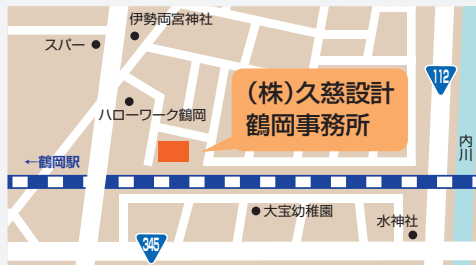 伊勢両宮神社
スパー
112
(株)久慈設計
鶴岡事務所
ハローワーク鶴岡
内川
←鶴岡駅
大宝幼稚園
水神社
345